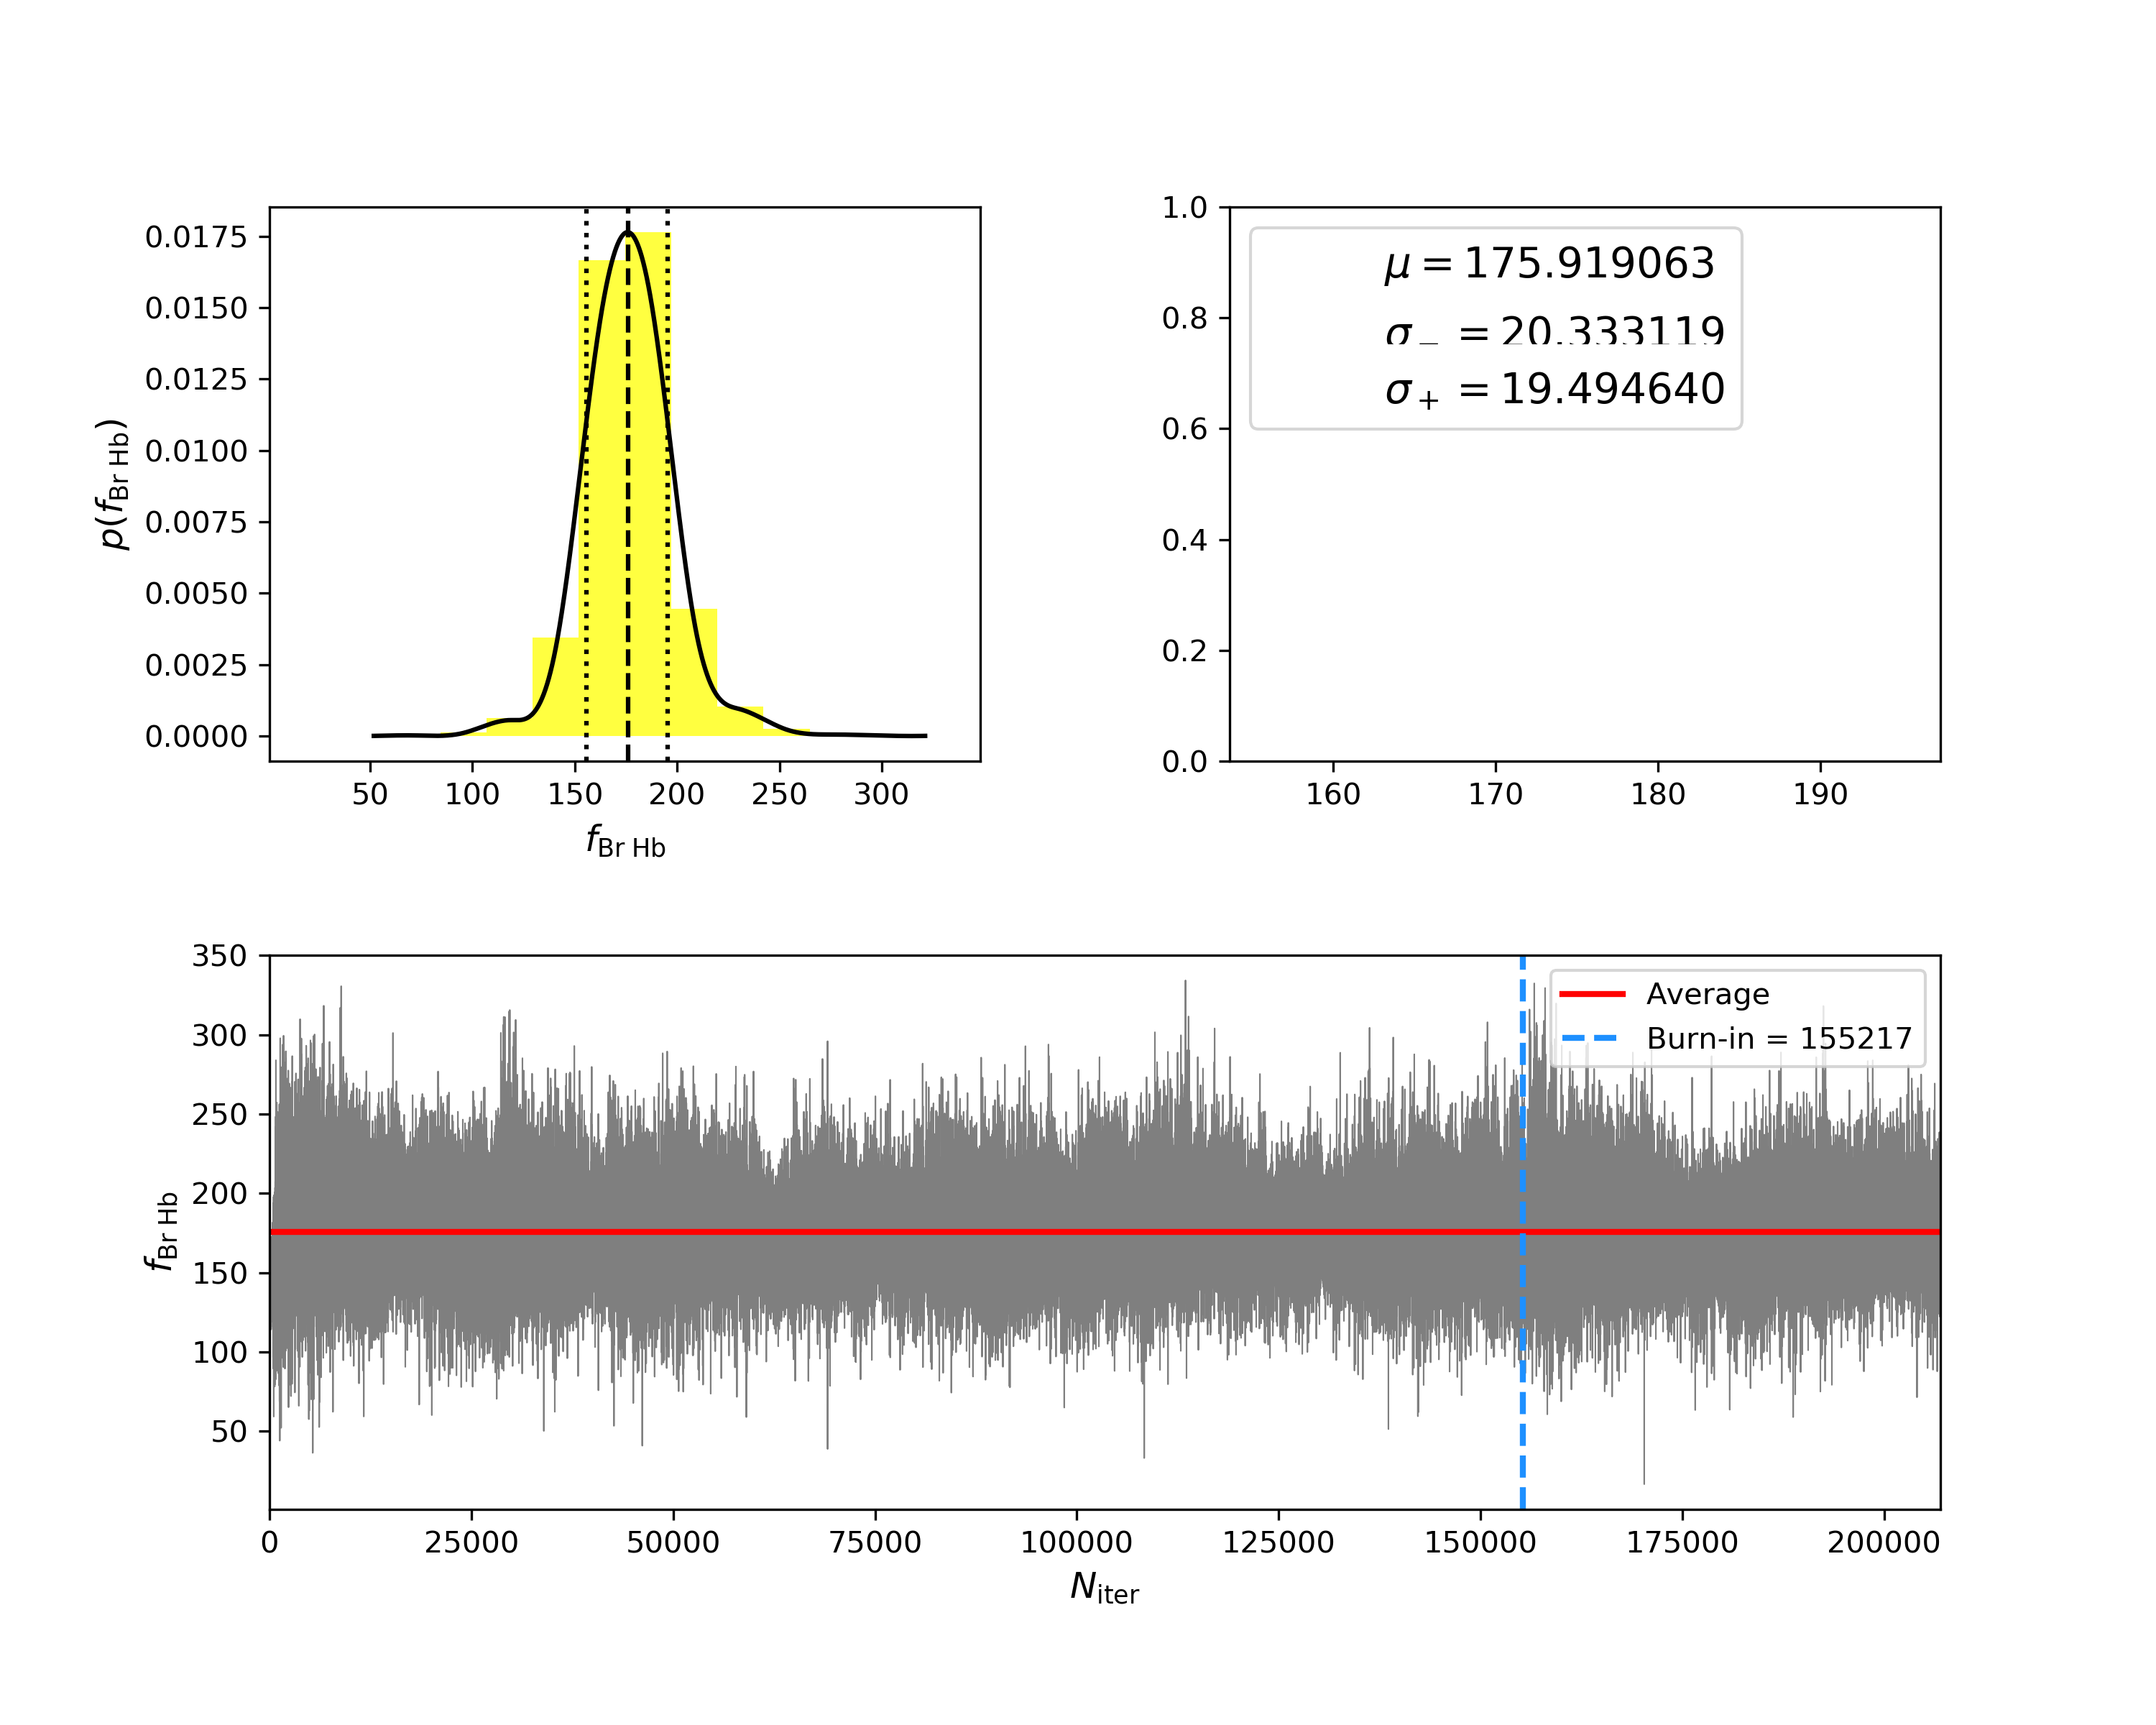 0.0175
0.0150
0.0125
0.0100
0.0075
0.0050
0.0025
0.0000
p(f_Br Hb)
50 100 150 200 250 300
f_Br Hb
1.0
0.8
0.6
0.4
0.2
0.0
μ = 175.919063
σ_− = 20.333119
σ_+ = 19.494640
160 170 180 190
350
300
250
200
150
100
50
f_Br Hb
Average
Burn-in = 155217
0 25000 50000 75000 100000 125000 150000 175000 200000
N_iter